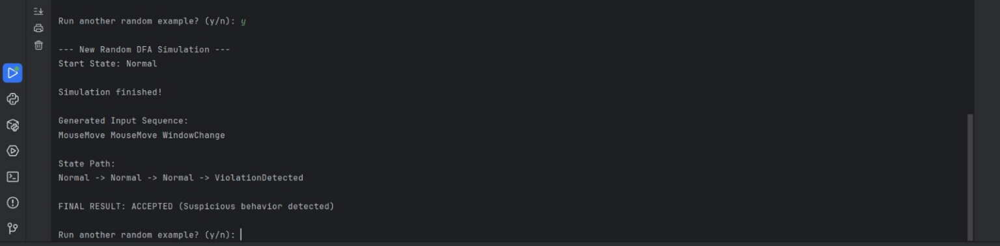 Run another random example? (y/n): y
--- New Random DFA Simulation ---
Start State: Normal
Simulation finished!
Generated Input Sequence:
MouseMove MouseMove WindowChange
State Path:
Normal -> Normal -> Normal -> ViolationDetected
FINAL RESULT: ACCEPTED (Suspicious behavior detected)
Run another random example? (y/n):